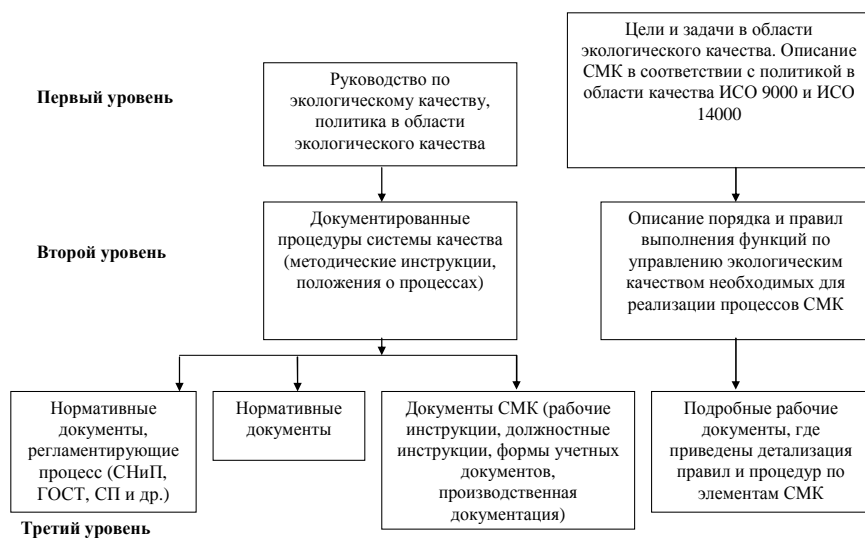 Цели и задачи в области
экологического качества. Описание
СМК в соответствии с политикой в
области качества ИСО 9000 и ИСО
14000
Первый уровень
Руководство по
экологическому качеству,
политика в области
экологического качества
Второй уровень
Документированные
процедуры системы качества
(методические инструкции,
положения о процессах)
Описание порядка и правил
выполнения функций по
управлению экологическим
качеством необходимых для
реализации процессов СМК
Нормативные
документы,
регламентирующие
процесс (СНиП,
ГОСТ, СП и др.)
Нормативные
документы
Документы СМК (рабочие
инструкции, должностные
инструкции, формы учетных
документов,
производственная
документация)
Подробные рабочие
документы, где
приведены детализация
правил и процедур по
элементам СМК
Третий уровень